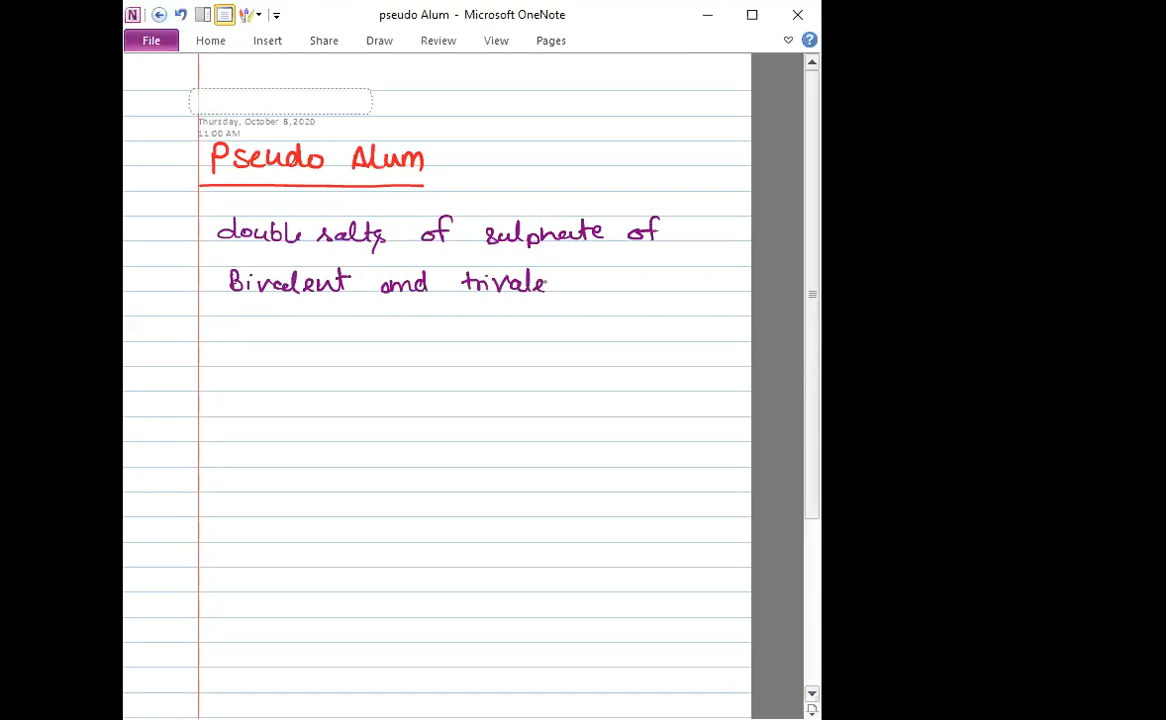 pseudo Alum - Microsoft OneNote
File Home Insert Share Draw Review View Pages
Thursday, October 8, 2020
11:00 AM
Pseudo Alum
double salts of sulphate of
Bivalent and trivale